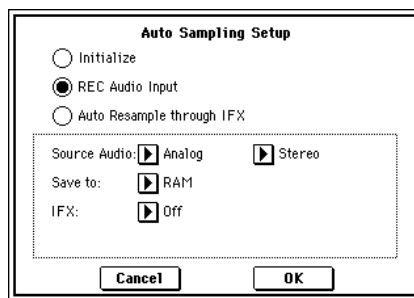 Auto Sampling Setup
Initialize
REC Audio Input
Auto Resample through IFX
Source Audio: Analog Stereo
Save to: RAM
IFX: Off
Cancel OK